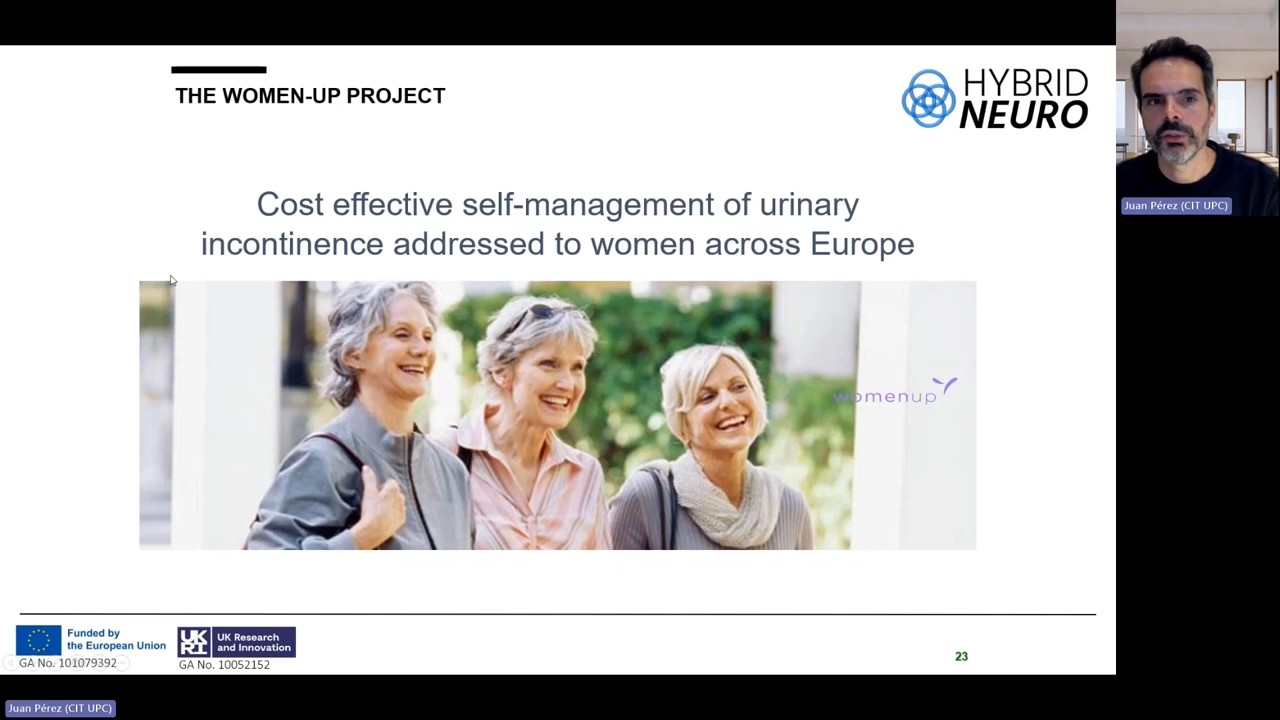 THE WOMEN-UP PROJECT
HYBRID
NEURO
Cost effective self-management of urinary
incontinence addressed to women across Europe
womenup
Juan Pérez (CIT UPC)
Funded by
the European Union
GA No. 101079392
UK
RI
UK Research
and Innovation
GA No. 10052152
23
Juan Pérez (CIT UPC)